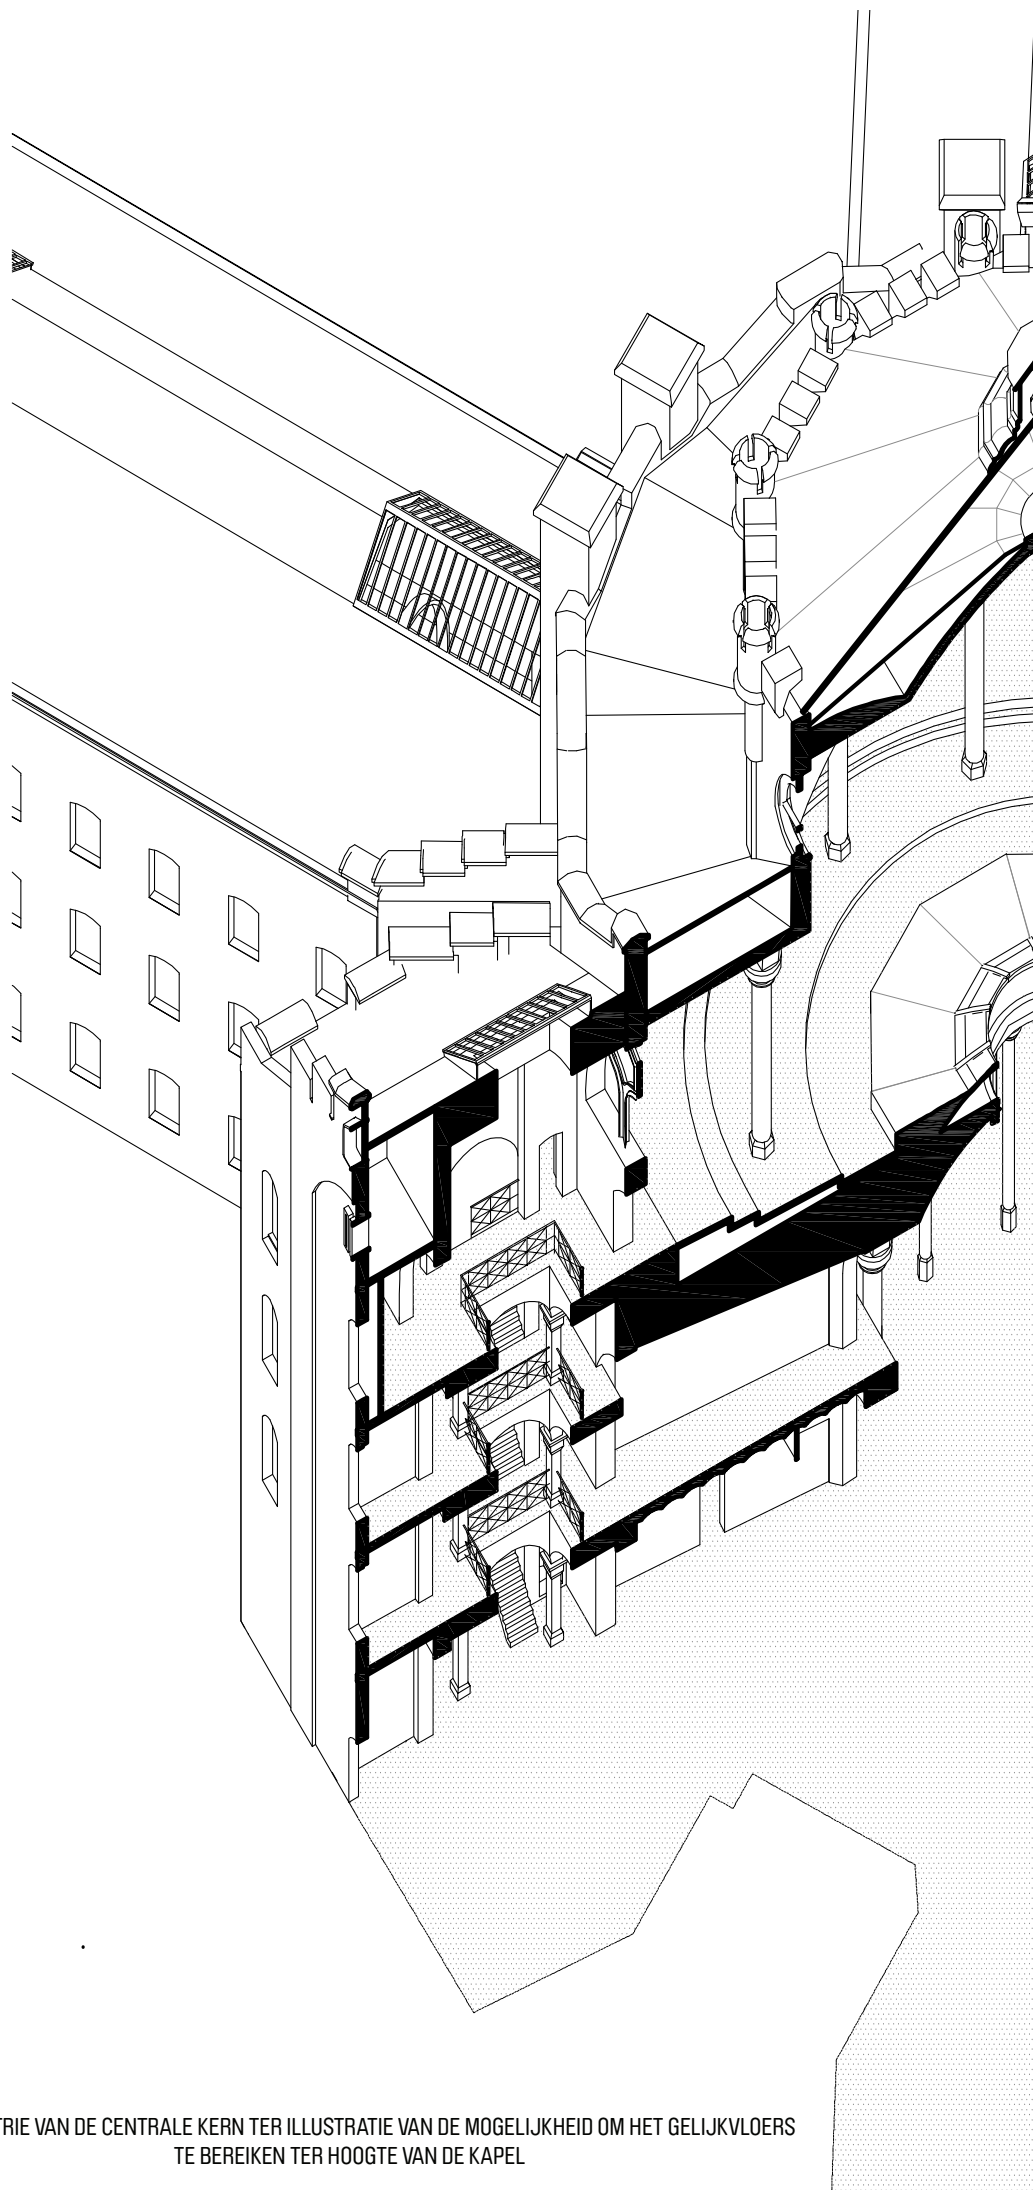 TRIE VAN DE CENTRALE KERN TER ILLUSTRATIE VAN DE MOGELIJKHEID OM HET GELIJKVLOERS
TE BEREIKEN TER HOOGTE VAN DE KAPEL